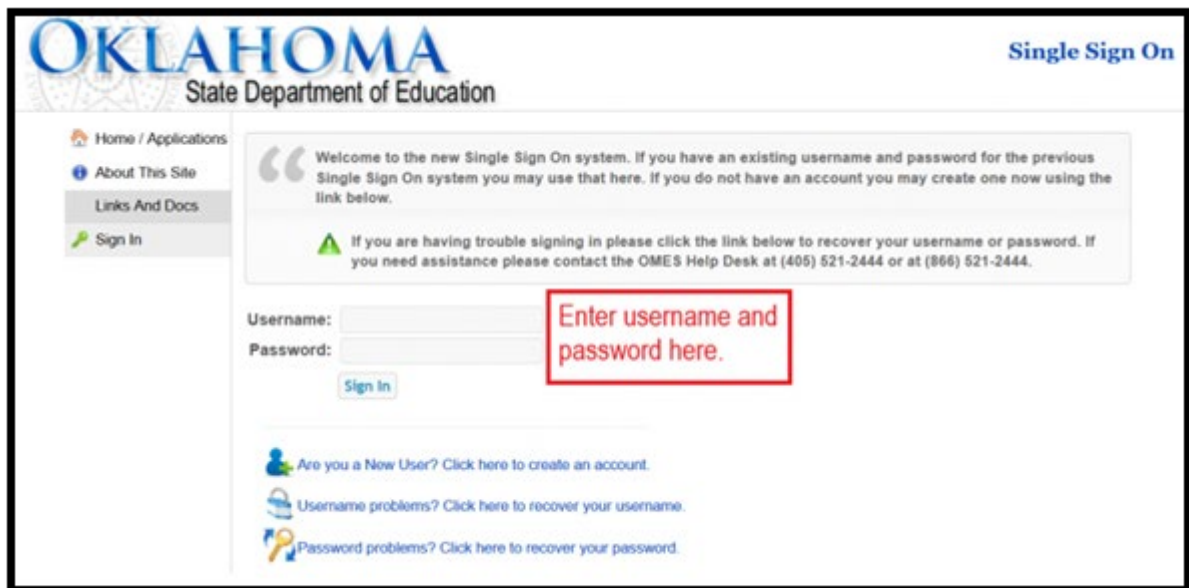 OKLAHOMA
State Department of Education
Single Sign On
Home / Applications
About This Site
Links And Docs
Sign In
Welcome to the new Single Sign On system. If you have an existing username and password for the previous
Single Sign On system you may use that here. If you do not have an account you may create one now using the
link below.
If you are having trouble signing in please click the link below to recover your username or password. If
you need assistance please contact the OMES Help Desk at (405) 521-2444 or at (866) 521-2444.
Username:
Password:
Sign In
Enter username and
password here.
Are you a New User? Click here to create an account.
Username problems? Click here to recover your username.
Password problems? Click here to recover your password.